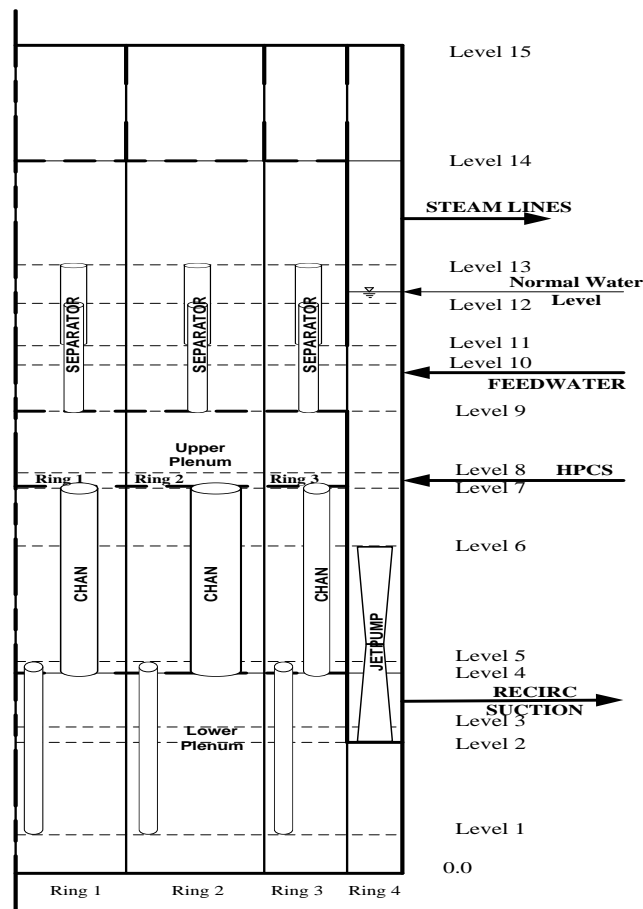 Level 15
Level 14
STEAM LINES
Level 13
Normal Water
Level
Level 12
SEPARATOR
SEPARATOR
SEPARATOR
Level 11
Level 10
FEEDWATER
Level 9
Upper
Plenum
Level 8
HPCS
Ring 1
Ring 2
Ring 3
Level 7
Level 6
CHAN
CHAN
CHAN
JETPUMP
Level 5
Level 4
RECIRC
SUCTION
Level 3
Lower
Plenum
Level 2
Level 1
0.0
Ring 1
Ring 2
Ring 3
Ring 4